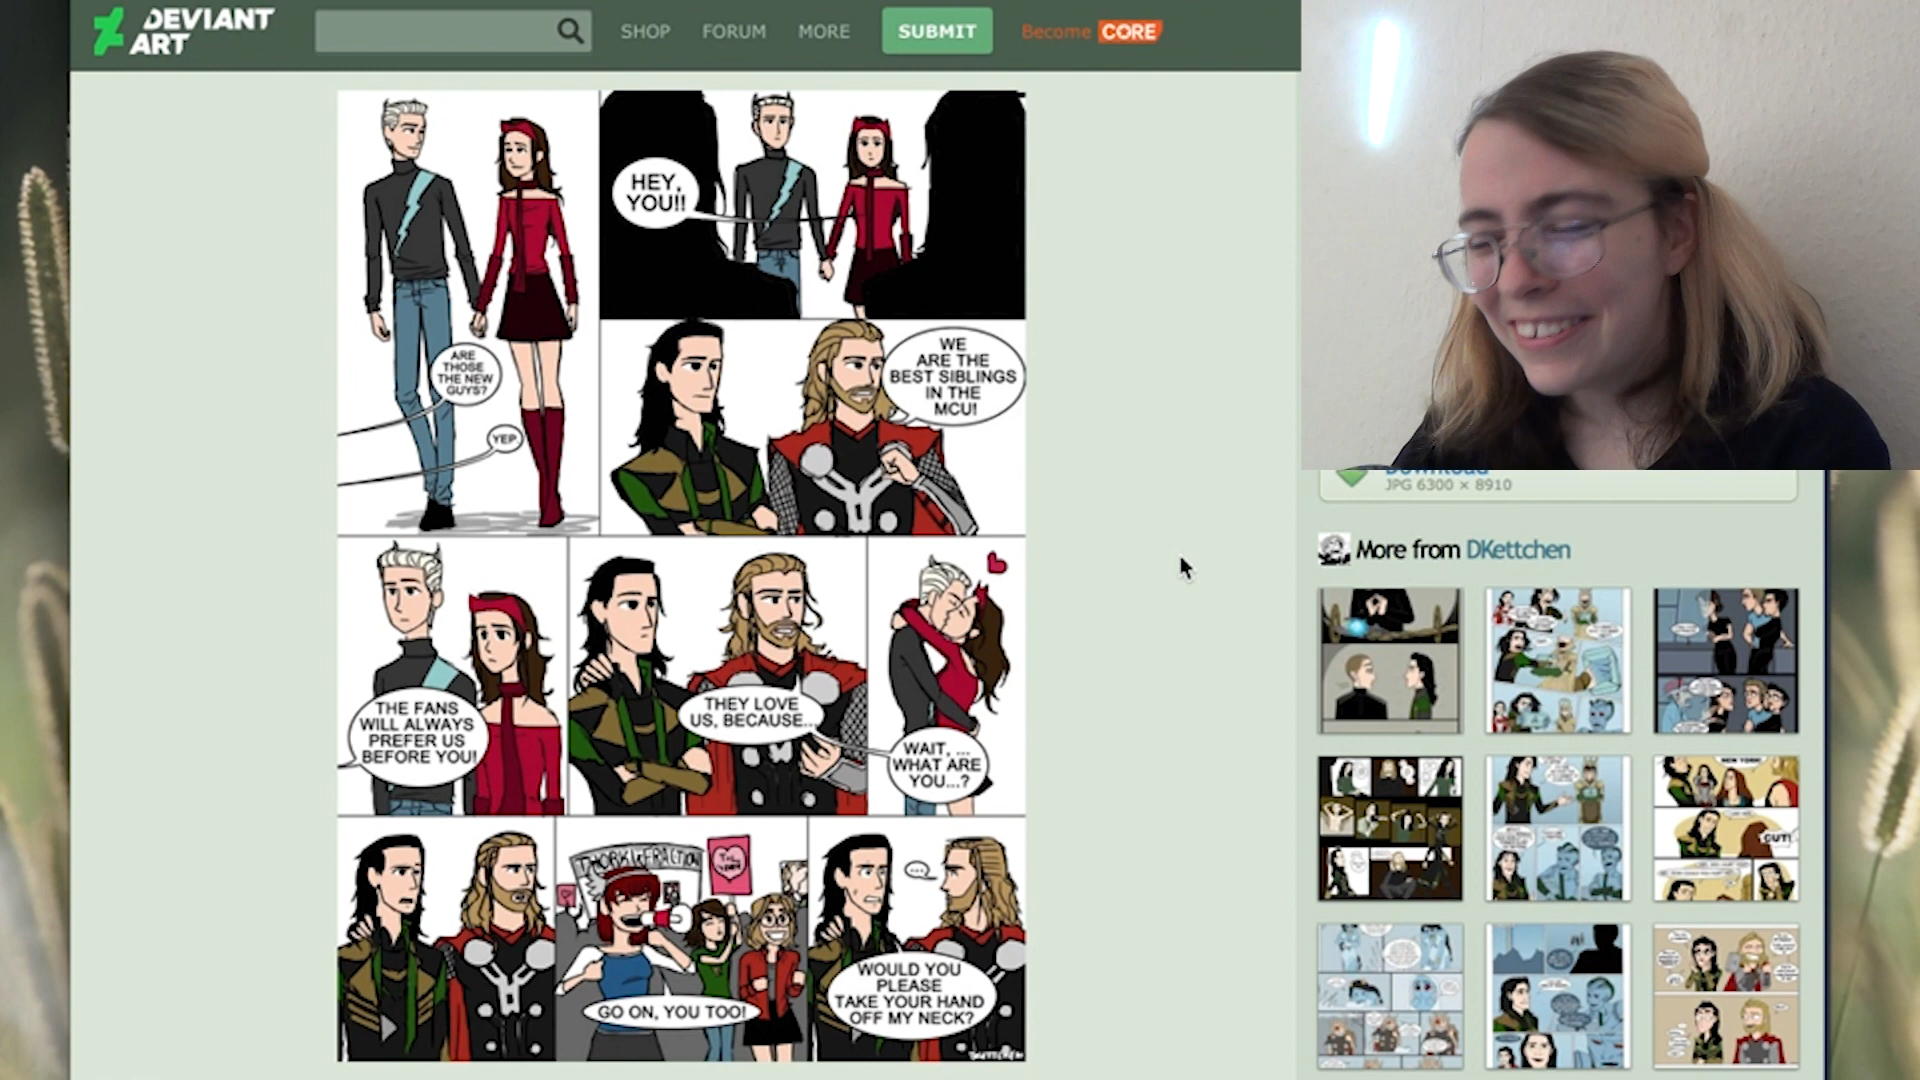 DEVIANT
ART
SHOP
FORUM
MORE
SUBMIT
Become CORE
ARE
THOSE
THE NEW
GUYS?
YEP
HEY,
YOU!!
WE
ARE THE
BEST SIBLINGS
IN THE
MCU!
THE FANS
WILL ALWAYS
PREFER US
BEFORE YOU!
THEY LOVE
US, BECAUSE...
WAIT, ...
WHAT ARE
YOU...?
GO ON, YOU TOO!
...
WOULD YOU
PLEASE
TAKE YOUR HAND
OFF MY NECK?
DKETTCHEN
Download
JPG 6300 × 8910
More from DKettchen
CUT!